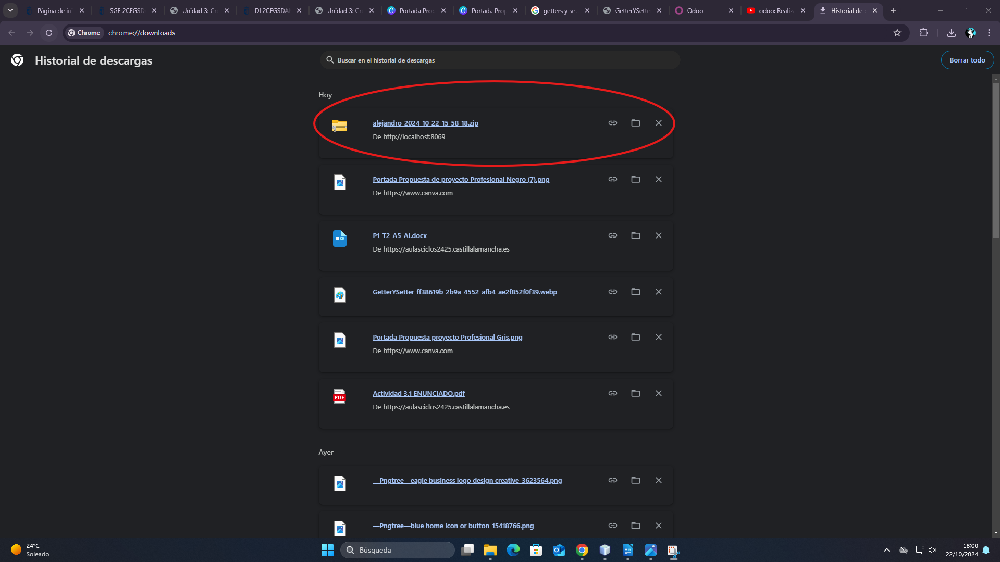 Página de ini
SGE 2CFGSD
Unidad 3: Cr
DI 2CFGSDA
Unidad 3: Cr
Portada Prop
Portada Prop
getters y sett
GetterYSette
Odoo
odoo: Realiz
Historial de
Chrome
chrome://downloads
Historial de descargas
Buscar en el historial de descargas
Borrar todo
Hoy
alejandro_2024-10-22_15-58-18.zip
De http://localhost:8069
Portada Propuesta de proyecto Profesional Negro (7).png
De https://www.canva.com
P1_T2_A5_AI.docx
De https://aulasciclos2425.castillalamancha.es
GetterYSetter-ff38619b-2b9a-4552-afb4-ae2f852f0f39.webp
Portada Propuesta proyecto Profesional Gris.png
De https://www.canva.com
PDF
Actividad 3.1 ENUNCIADO.pdf
De https://aulasciclos2425.castillalamancha.es
Ayer
—Pngtree—eagle business logo design creative_3623564.png
—Pngtree—blue home icon or button_15418766.png
24°C
Soleado
Búsqueda
18:00
22/10/2024